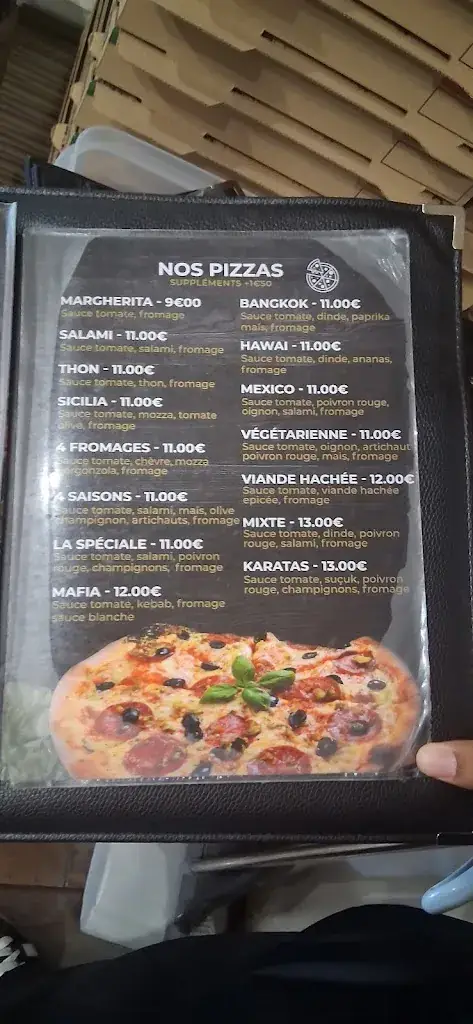 NOS PIZZAS
SUPPLÉMENTS +1€50
MARGHERITA - 9€00
Sauce tomate, fromage
SALAMI - 11.00€
Sauce tomate, salami, fromage
THON - 11.00€
Sauce tomate, thon, fromage
SICILIA - 11.00€
Sauce tomate, mozza, tomate
olive, fromage
4 FROMAGES - 11.00€
Sauce tomate, chèvre, mozza
gorgonzola, fromage
4 SAISONS - 11.00€
Sauce tomate, salami, mais, olive
champignon, artichauts, fromage
LA SPÉCIALE - 11.00€
Sauce tomate, salami, poivron
rouge, champignons, fromage
MAFIA - 12.00€
Sauce tomate, kebab, fromage
sauce blanche
BANGKOK - 11.00€
Sauce tomate, dinde, paprika
mais, fromage
HAWAI - 11.00€
Sauce tomate, dinde, ananas,
fromage
MEXICO - 11.00€
Sauce tomate, poivron rouge,
oignon, salami, fromage
VÉGÉTARIENNE - 11.00€
Sauce tomate, oignon, artichaut
poivron rouge, mais, fromage
VIANDE HACHÉE - 12.00€
Sauce tomate, viande hachée
epicée, fromage
MIXTE - 13.00€
Sauce tomate, dinde, poivron
rouge, salami, fromage
KARATAS - 13.00€
Sauce tomate, suçuk, poivron
rouge, champignons, fromage